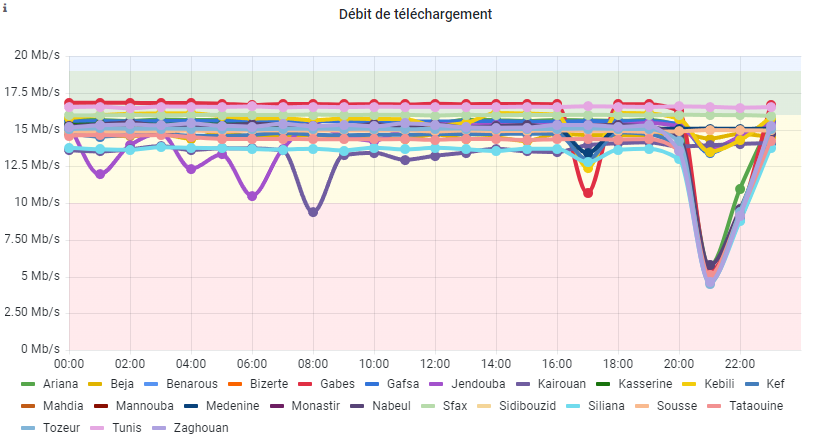 i
Débit de téléchargement
20 Mb/s
17.5 Mb/s
15 Mb/s
12.5 Mb/s
10 Mb/s
7.50 Mb/s
5 Mb/s
2.50 Mb/s
0 Mb/s
00:00 02:00 04:00 06:00 08:00 10:00 12:00 14:00 16:00 18:00 20:00 22:00
Ariana Beja Benarous Bizerte Gabes Gafsa Jendouba Kairouan Kasserine Kebili Kef
Mahdia Mannouba Medenine Monastir Nabeul Sfax Sidibouzid Siliana Sousse Tataouine
Tozeur Tunis Zaghouan